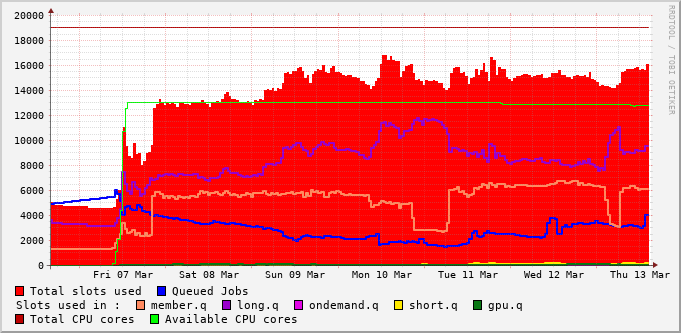 20000
18000
16000
14000
12000
10000
8000
6000
4000
2000
0
Fri 07 Mar Sat 08 Mar Sun 09 Mar Mon 10 Mar Tue 11 Mar Wed 12 Mar Thu 13 Mar
Total slots used Queued Jobs
Slots used in : member.q long.q ondemand.q short.q gpu.q
Total CPU cores Available CPU cores
RRDTOOL / TOBI OETIKER